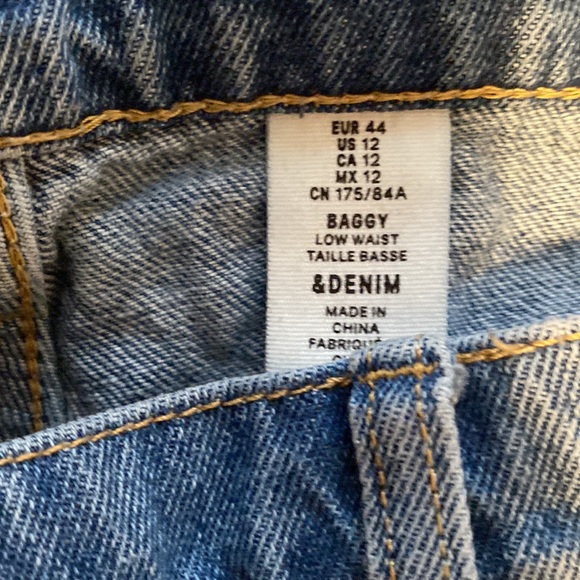 EUR 44
US 12
CA 12
MX 12
CN 175/84A
BAGGY
LOW WAIST
TAILLE BASSE
&DENIM
MADE IN
CHINA